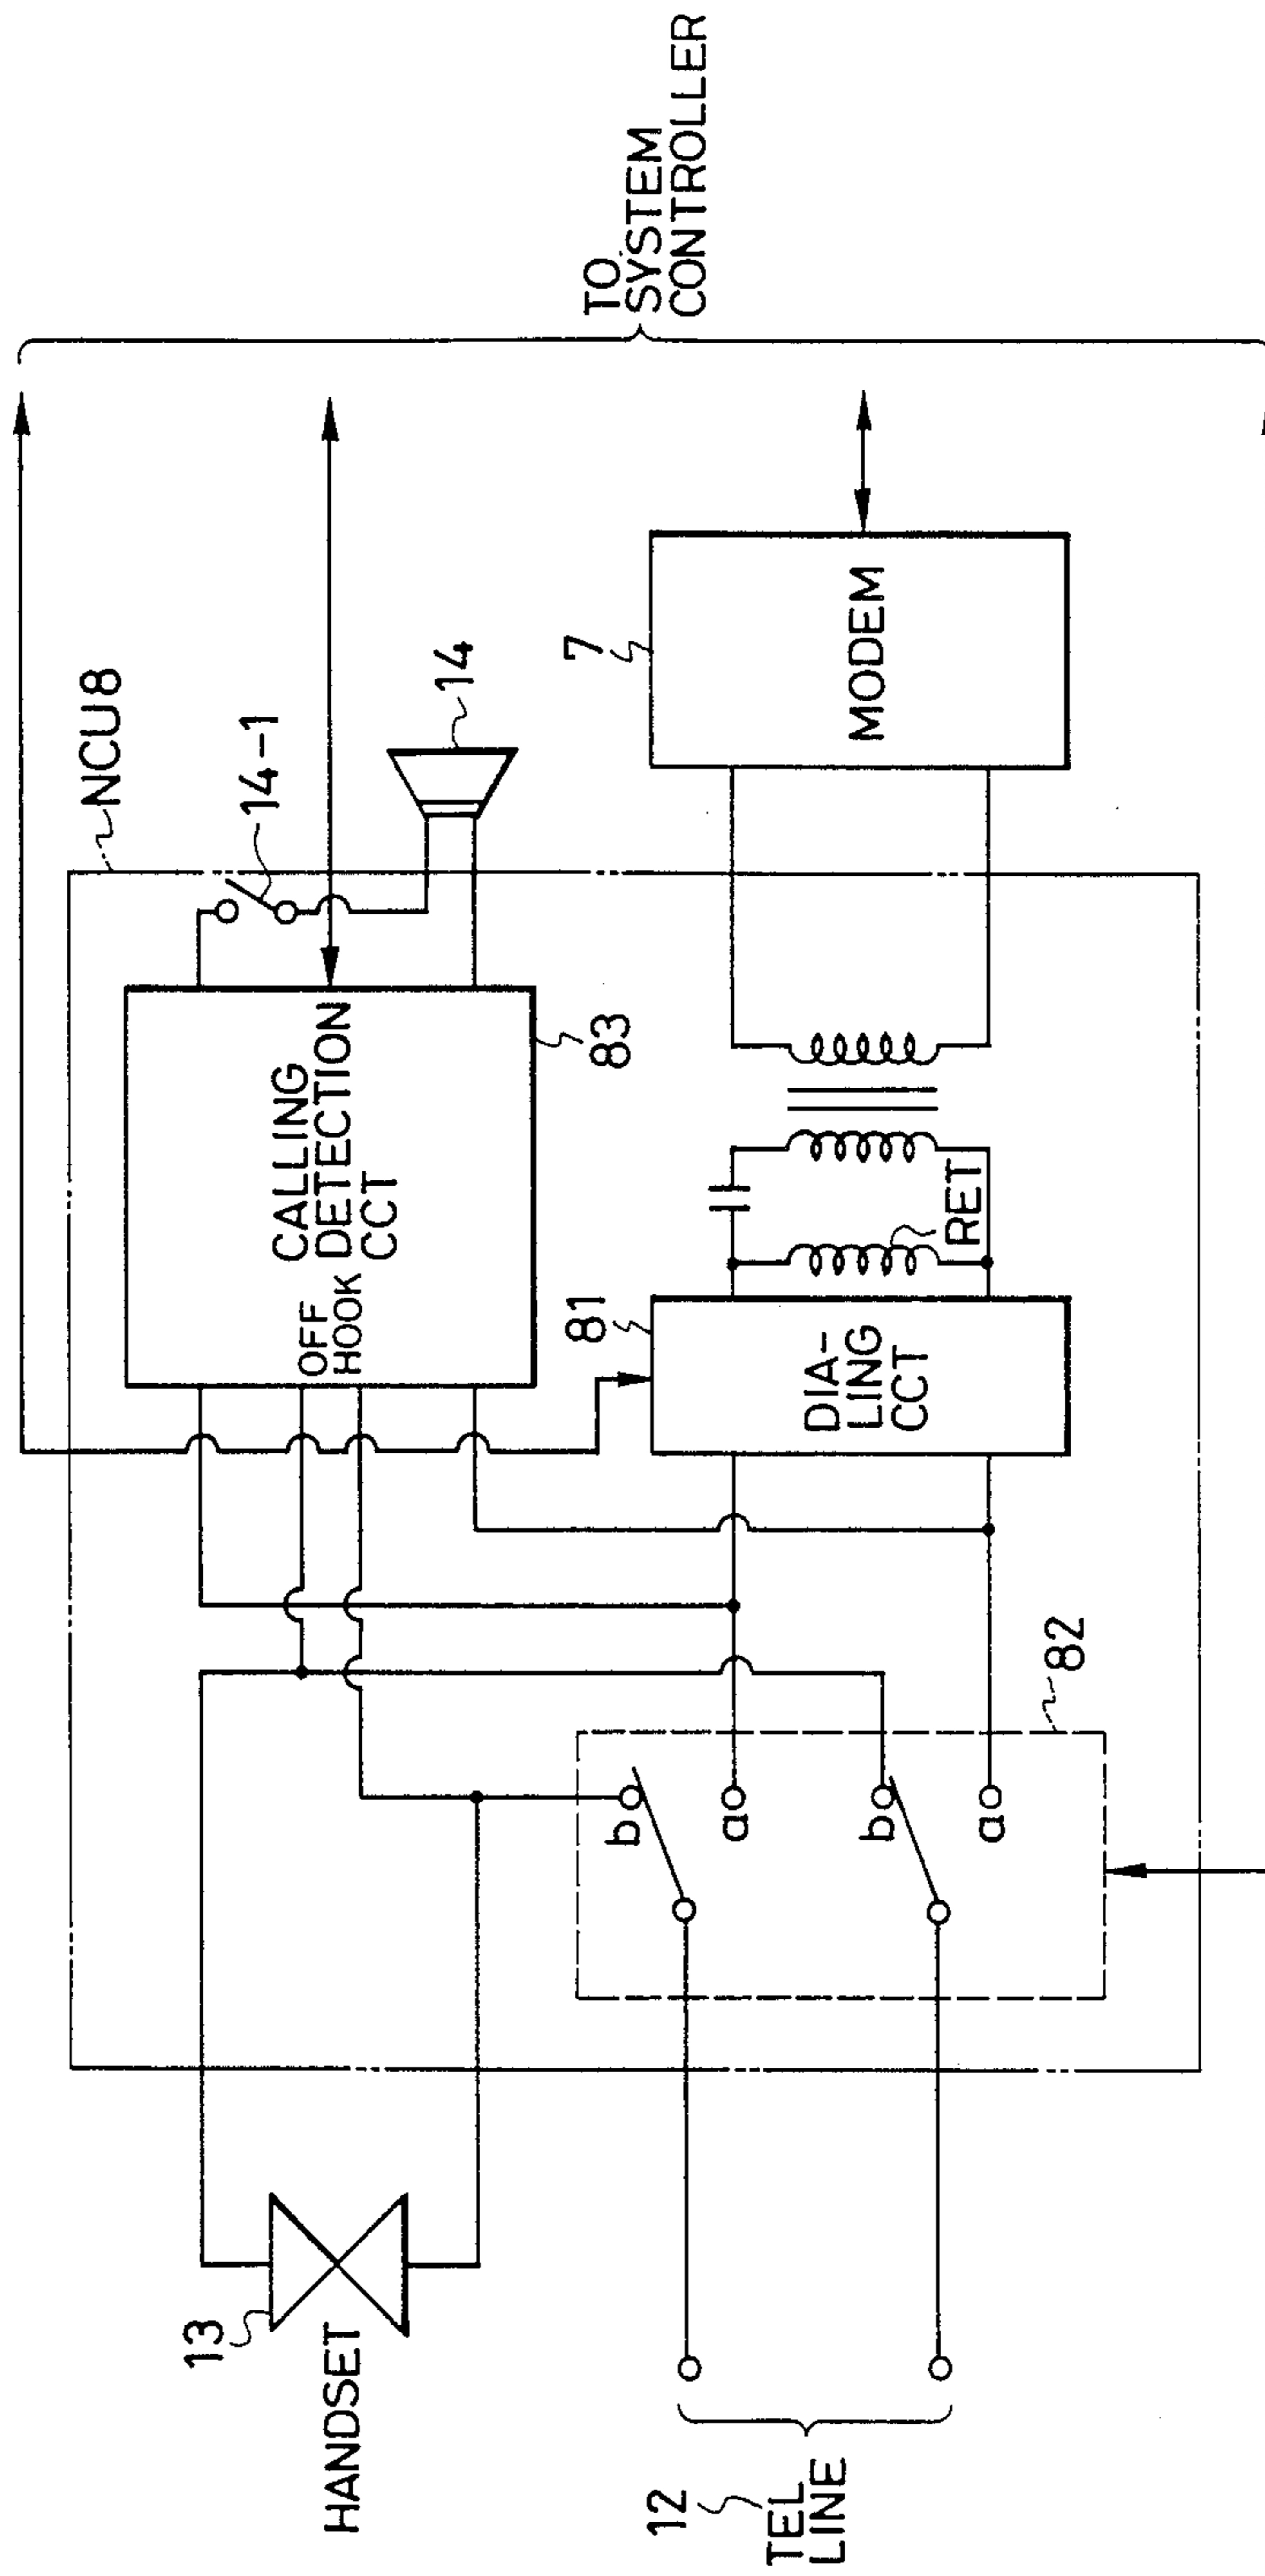 NCU8
14-1
14
TO
SYSTEM
CONTROLLER
CALLING
DETECTION
CCT
OFF
HOOK
83
7
MODEM
13
HANDSET
81
DIA-
LING
CCT
RET
82
b
a
b
a
12
TEL
LINE